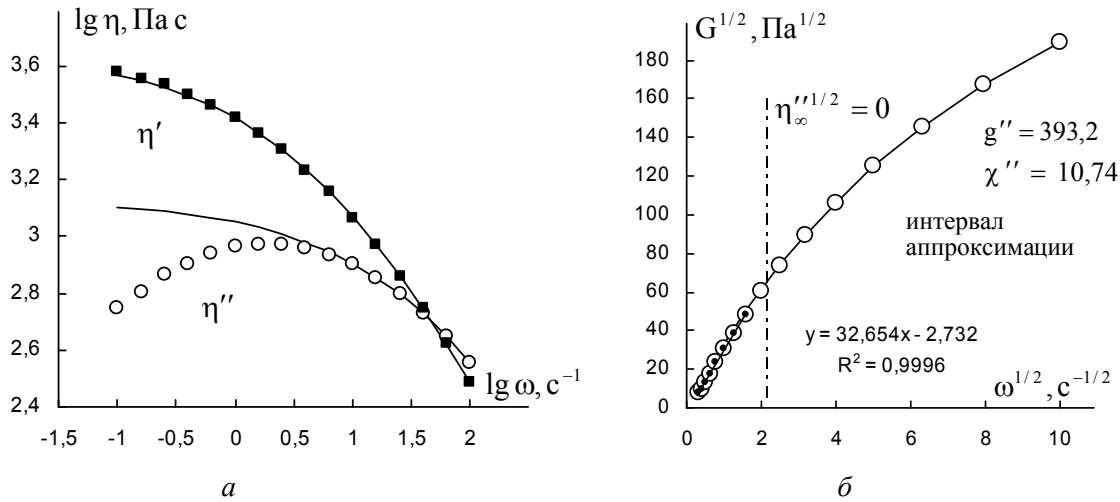 lg η, Па с
3,6
3,4
3,2
3
2,8
2,6
2,4
η′
η′′
lg ω, с⁻¹
-1,5 -1 -0,5 0 0,5 1 1,5 2
а
G^{1/2}, Па^{1/2}
180
160
140
120
100
80
60
40
20
0
η′′_∞^{1/2} = 0
g′′ = 393,2
χ′′ = 10,74
интервал
аппроксимации
y = 32,654x - 2,732
R² = 0,9996
ω^{1/2}, с^{−1/2}
0 2 4 6 8 10
б